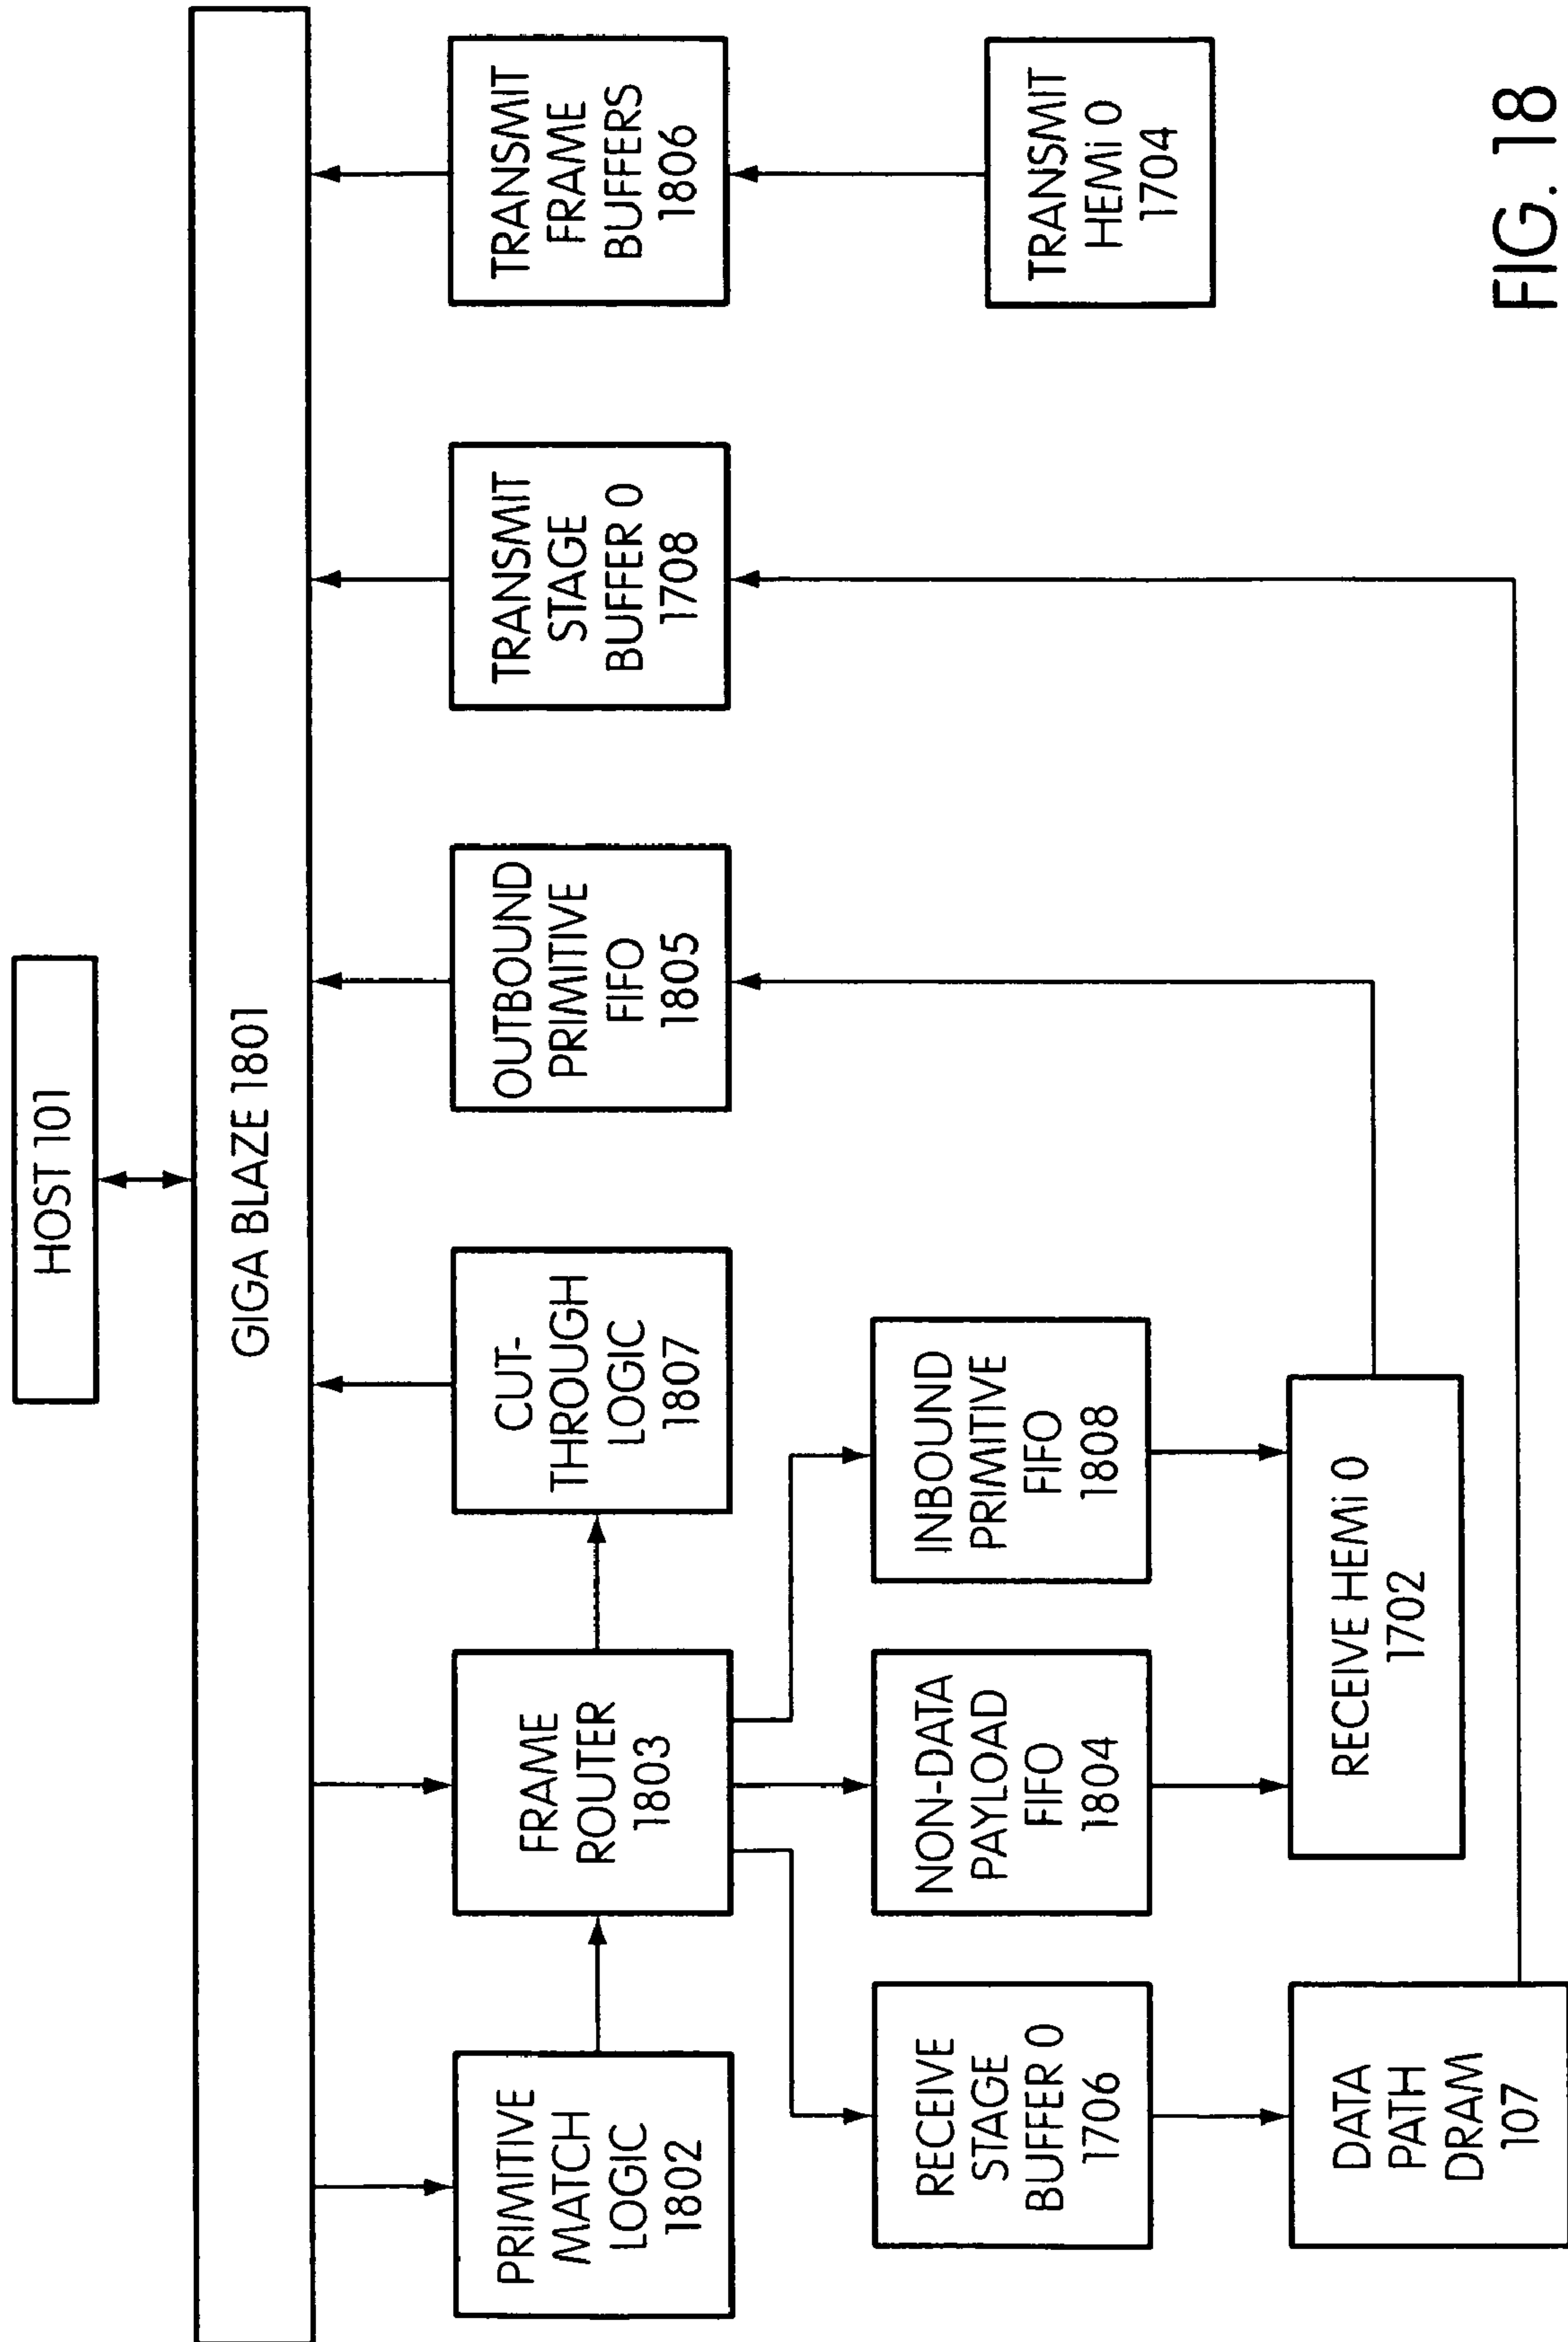 HOST 101
GIGA BLAZE 1801
PRIMITIVE
MATCH
LOGIC
1802
FRAME
ROUTER
1803
CUT-
THROUGH
LOGIC
1807
OUTBOUND
PRIMITIVE
FIFO
1805
TRANSMIT
STAGE
BUFFER 0
1708
TRANSMIT
FRAME
BUFFERS
1806
RECEIVE
STAGE
BUFFER 0
1706
NON-DATA
PAYLOAD
FIFO
1804
INBOUND
PRIMITIVE
FIFO
1808
TRANSMIT
HEMi 0
1704
DATA
PATH
DRAM
107
RECEIVE HEMi 0
1702
FIG. 18